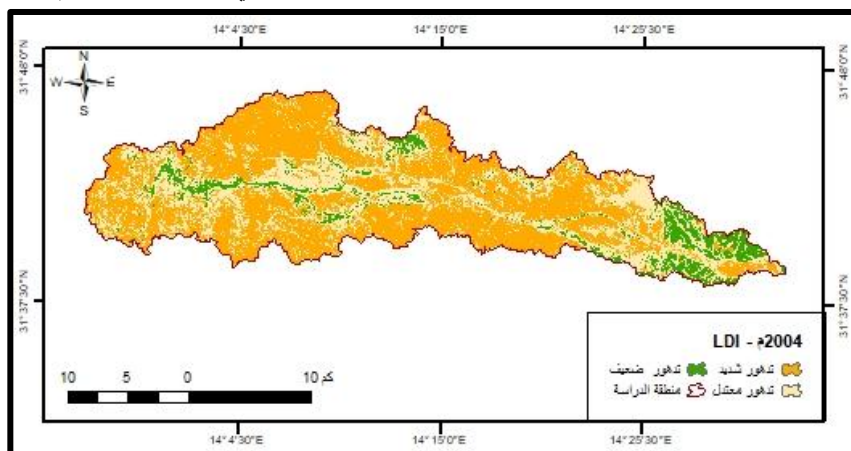 14°4'30"E 14°15'0"E 14°25'30"E
31°48'0"N 31°48'0"N
N
W E
S
31°37'30"N 31°37'30"N
2004م - LDI
تدهور شديد تدهور ضعيف
تدهور معتدل منطقة الدراسة
10 5 0 10 كم
14°4'30"E 14°15'0"E 14°25'30"E